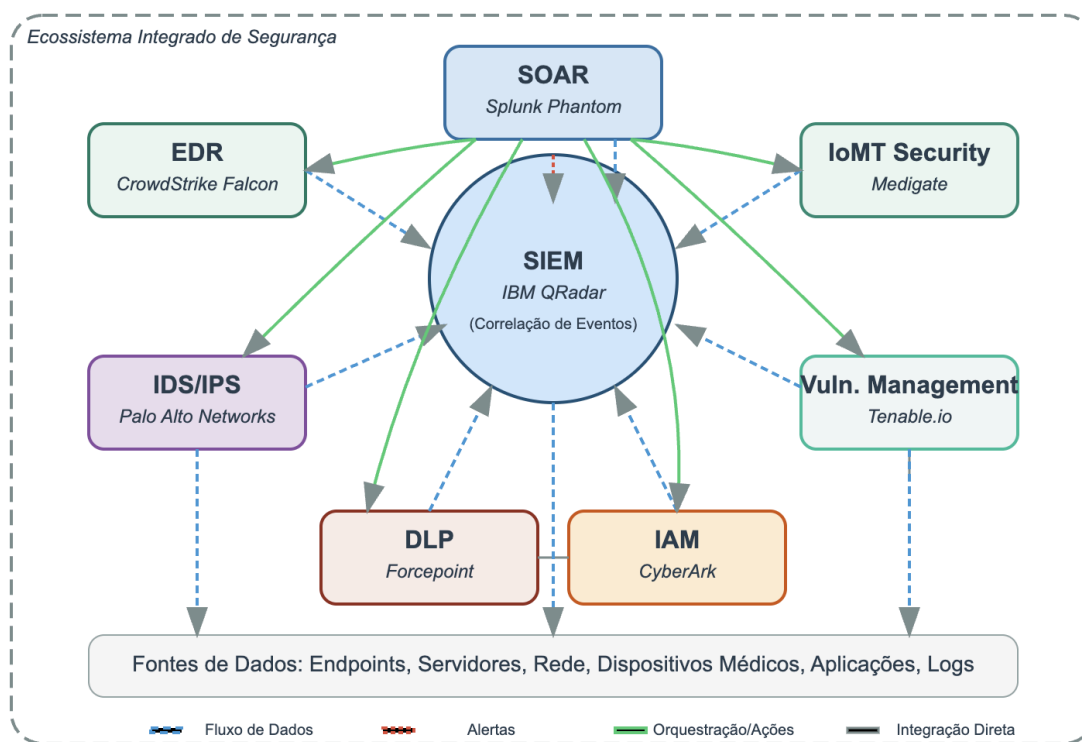 Ecossistema Integrado de Segurança
SOAR
Splunk Phantom
EDR
CrowdStrike Falcon
IoMT Security
Medigate
SIEM
IBM QRadar
(Correlação de Eventos)
IDS/IPS
Palo Alto Networks
Vuln. Management
Tenable.io
DLP
Forcepoint
IAM
CyberArk
Fontes de Dados: Endpoints, Servidores, Rede, Dispositivos Médicos, Aplicações, Logs
Fluxo de Dados
Alertas
Orquestração/Ações
Integração Direta